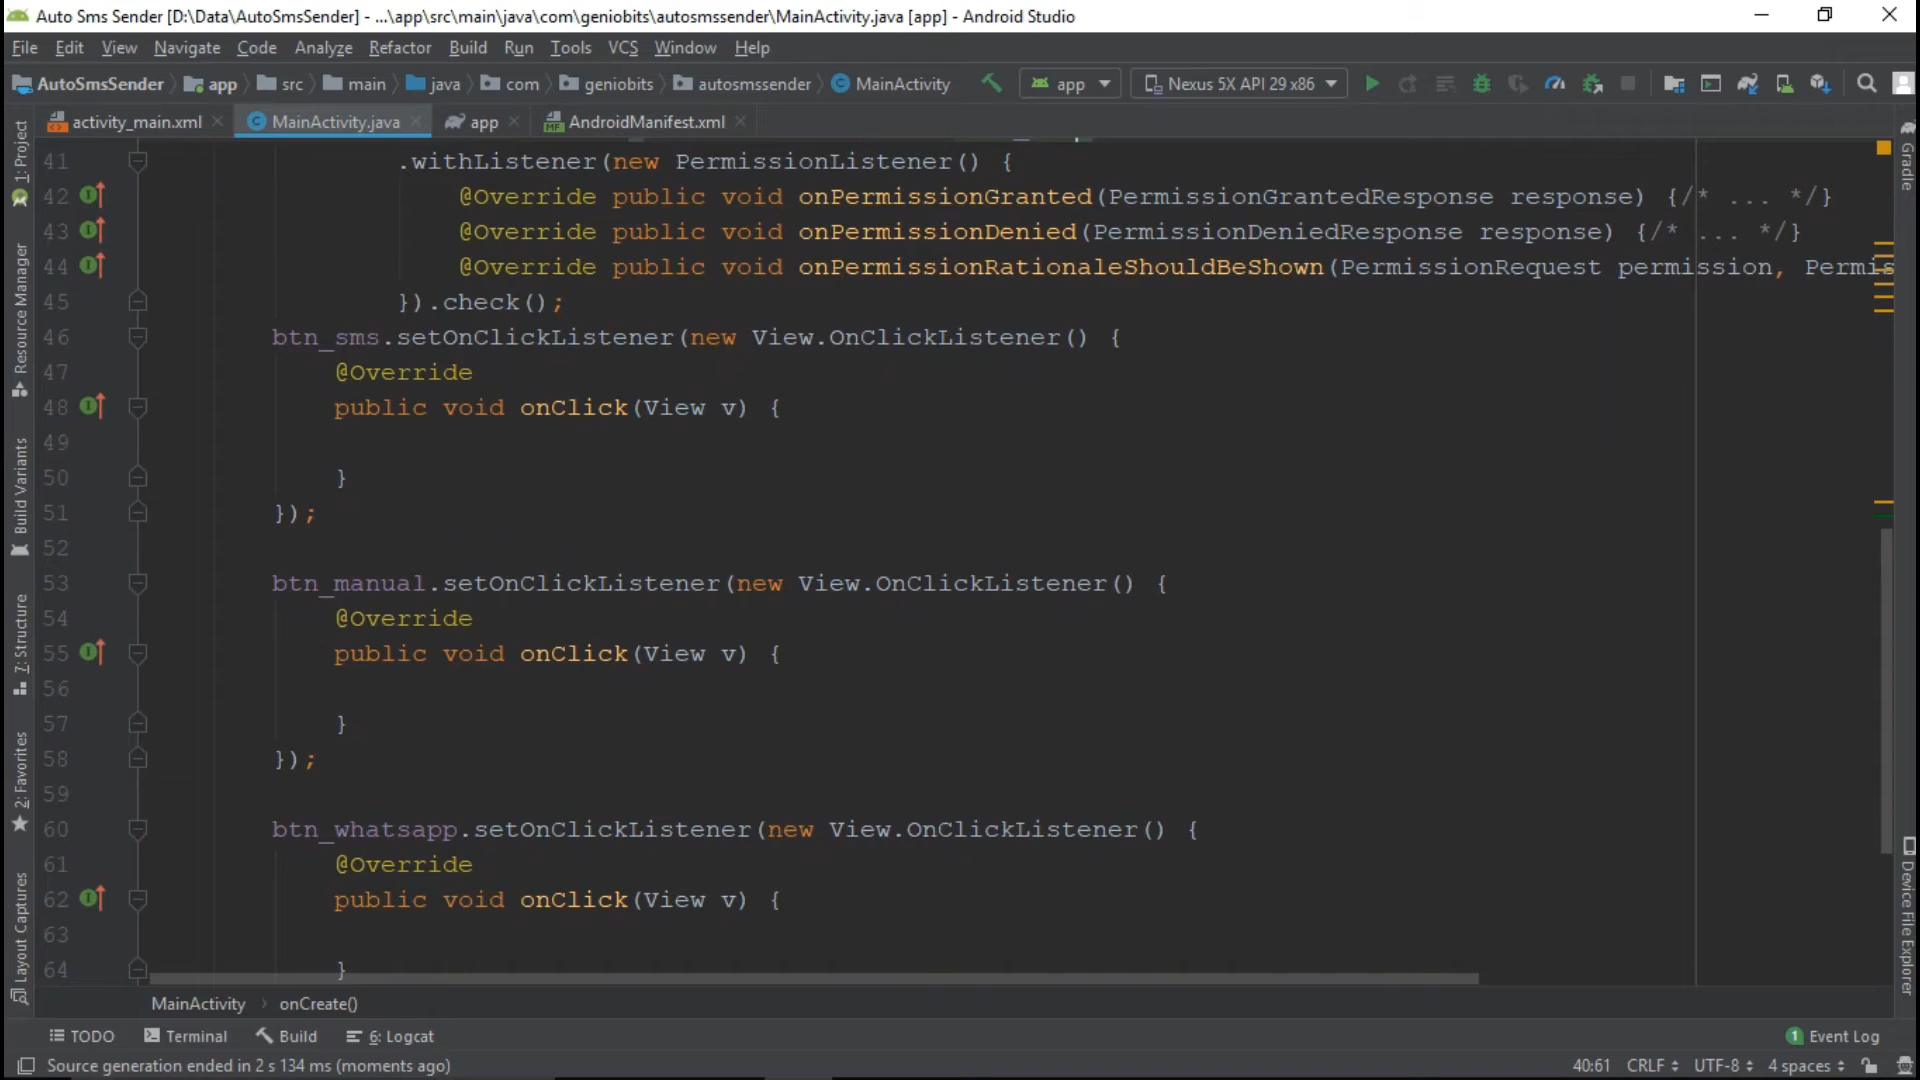 Auto Sms Sender [D:\Data\AutoSmsSender] - ...\app\src\main\java\com\geniobits\autosmssender\MainActivity.java [app] - Android Studio
File Edit View Navigate Code Analyze Refactor Build Run Tools VCS Window Help
AutoSmsSender app src main java com geniobits autosmssender MainActivity app Nexus 5X API 29 x86
activity_main.xml MainActivity.java app AndroidManifest.xml
1: Project
Resource Manager
Build Variants
7: Structure
2: Favorites
Layout Captures
41 .withListener(new PermissionListener() {
42 @Override public void onPermissionGranted(PermissionGrantedResponse response) {/* ... */}
43 @Override public void onPermissionDenied(PermissionDeniedResponse response) {/* ... */}
44 @Override public void onPermissionRationaleShouldBeShown(PermissionRequest permission, Permis
45 }).check();
46 btn_sms.setOnClickListener(new View.OnClickListener() {
47 @Override
48 public void onClick(View v) {
49
50 }
51 });
52
53 btn_manual.setOnClickListener(new View.OnClickListener() {
54 @Override
55 public void onClick(View v) {
56
57 }
58 });
59
60 btn_whatsapp.setOnClickListener(new View.OnClickListener() {
61 @Override
62 public void onClick(View v) {
63
64 }
Gradle
Device File Explorer
MainActivity › onCreate()
TODO Terminal Build 6: Logcat 1 Event Log
Source generation ended in 2 s 134 ms (moments ago) 40:61 CRLF UTF-8 4 spaces